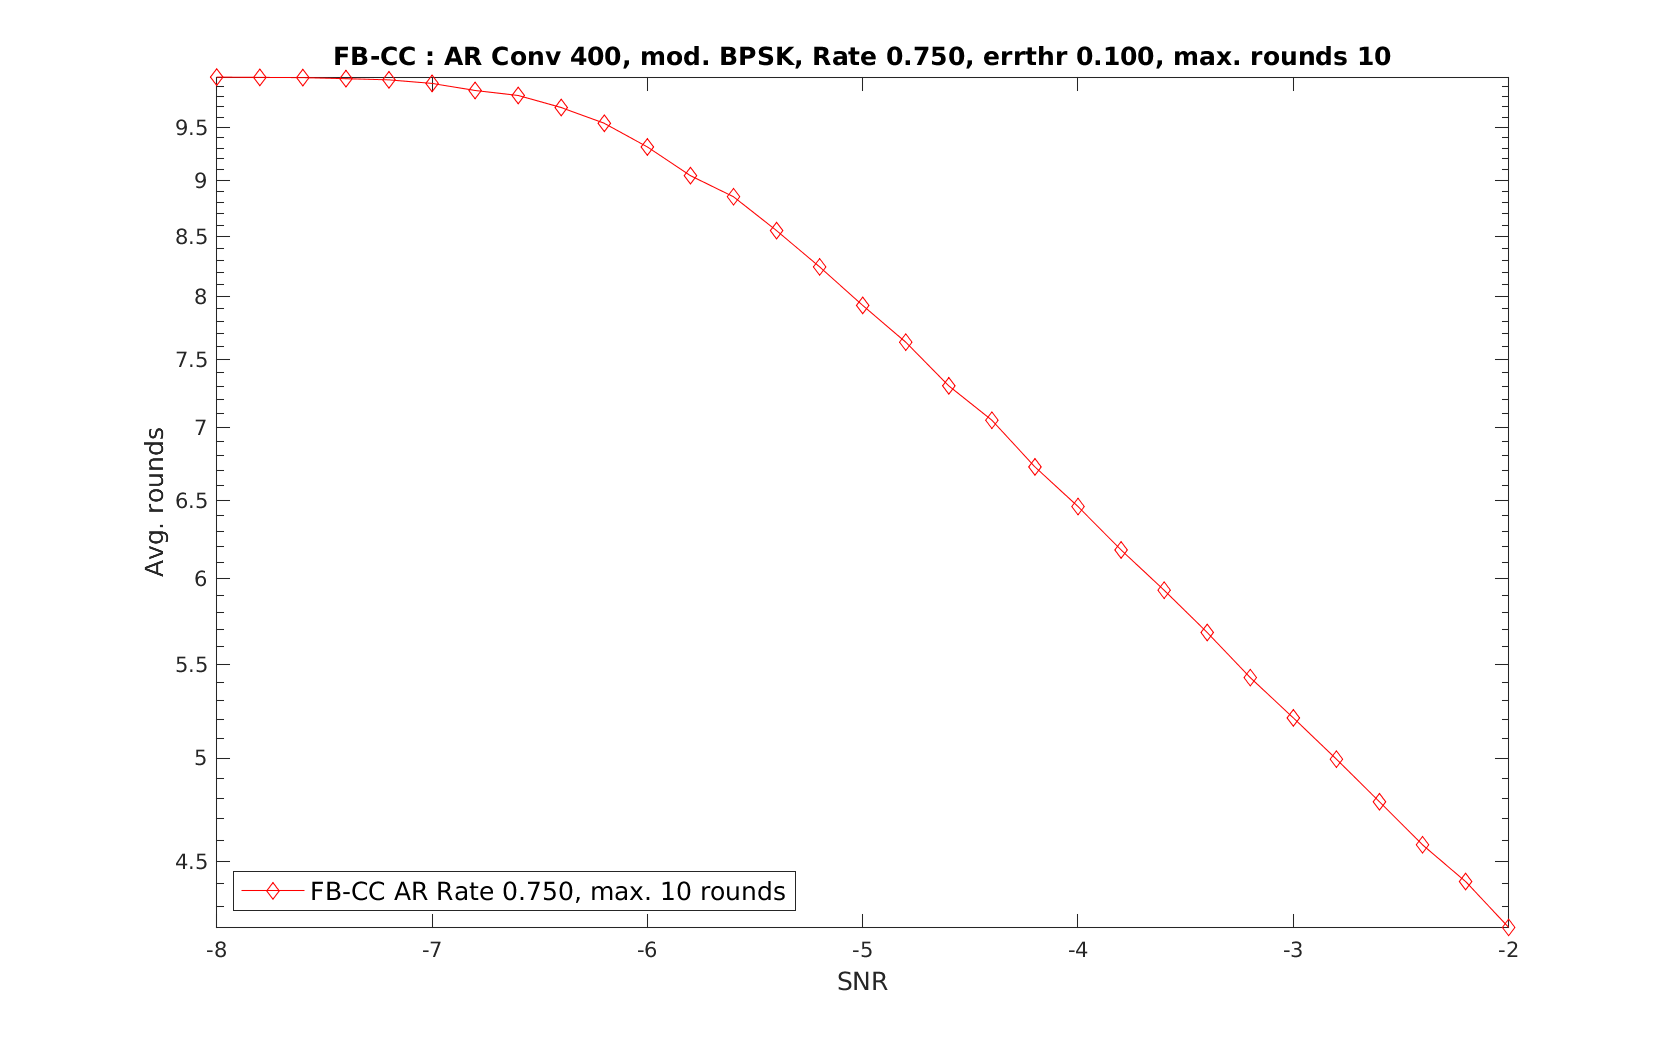 FB-CC : AR Conv 400, mod. BPSK, Rate 0.750, errthr 0.100, max. rounds 10
9.5
9
8.5
8
7.5
7
6.5
6
5.5
5
4.5
Avg. rounds
FB-CC AR Rate 0.750, max. 10 rounds
-8 -7 -6 -5 -4 -3 -2
SNR